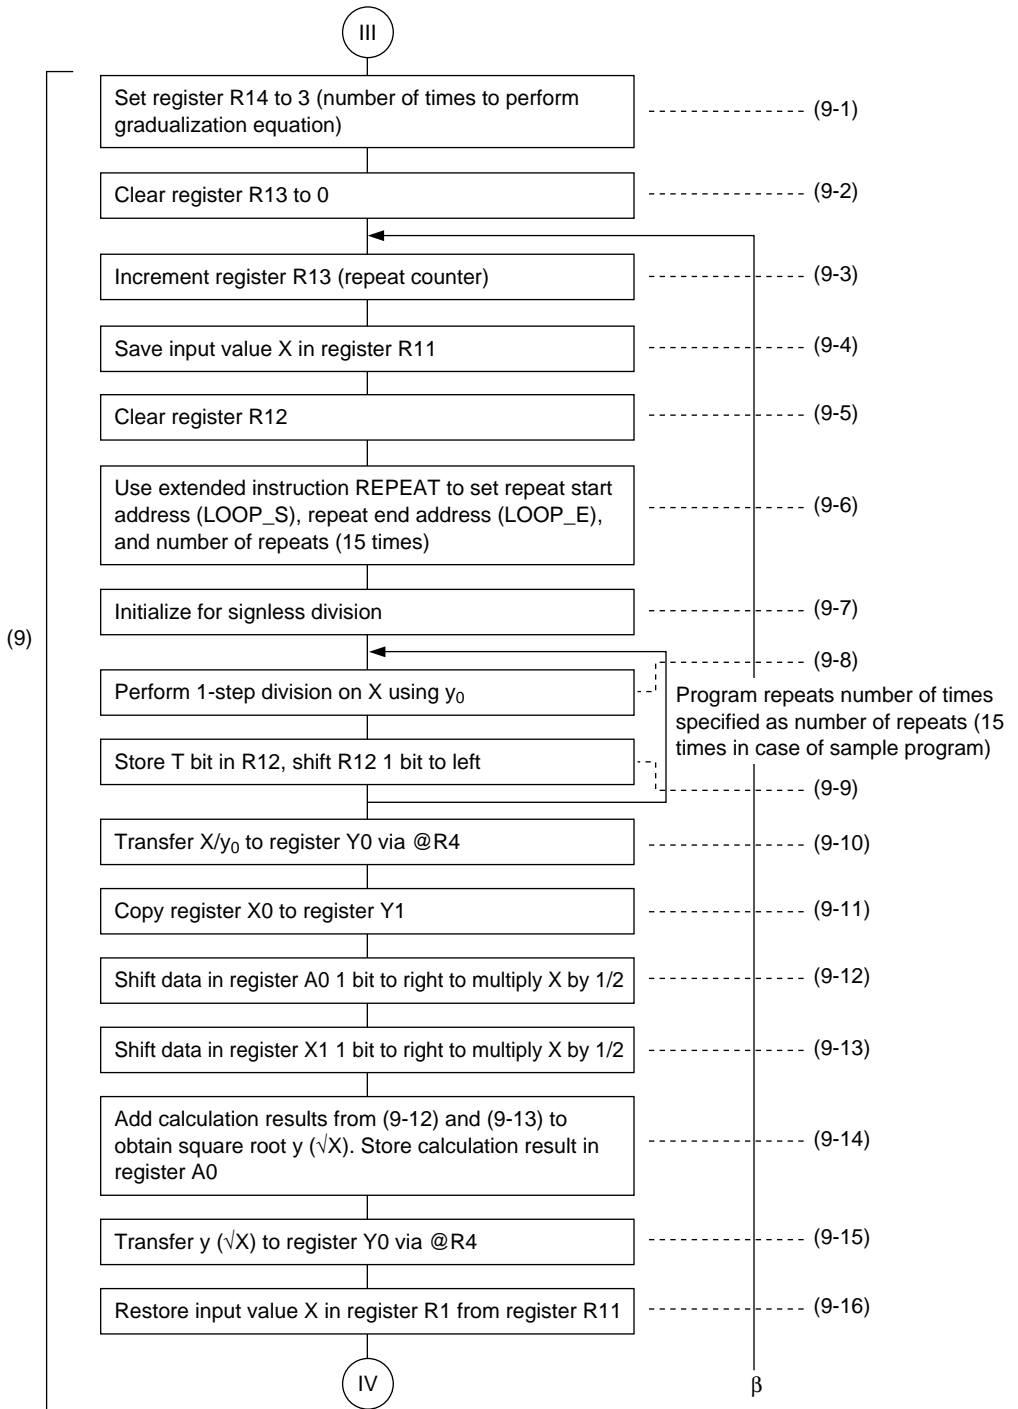 III
Set register R14 to 3 (number of times to perform
gradualization equation)
(9-1)
Clear register R13 to 0
(9-2)
Increment register R13 (repeat counter)
(9-3)
Save input value X in register R11
(9-4)
Clear register R12
(9-5)
Use extended instruction REPEAT to set repeat start
address (LOOP_S), repeat end address (LOOP_E),
and number of repeats (15 times)
(9-6)
Initialize for signless division
(9-7)
(9)
(9-8)
Perform 1-step division on X using y₀
Program repeats number of times
specified as number of repeats (15
times in case of sample program)
Store T bit in R12, shift R12 1 bit to left
(9-9)
Transfer X/y₀ to register Y0 via @R4
(9-10)
Copy register X0 to register Y1
(9-11)
Shift data in register A0 1 bit to right to multiply X by 1/2
(9-12)
Shift data in register X1 1 bit to right to multiply X by 1/2
(9-13)
Add calculation results from (9-12) and (9-13) to
obtain square root y (√X). Store calculation result in
register A0
(9-14)
Transfer y (√X) to register Y0 via @R4
(9-15)
Restore input value X in register R1 from register R11
(9-16)
IV
β